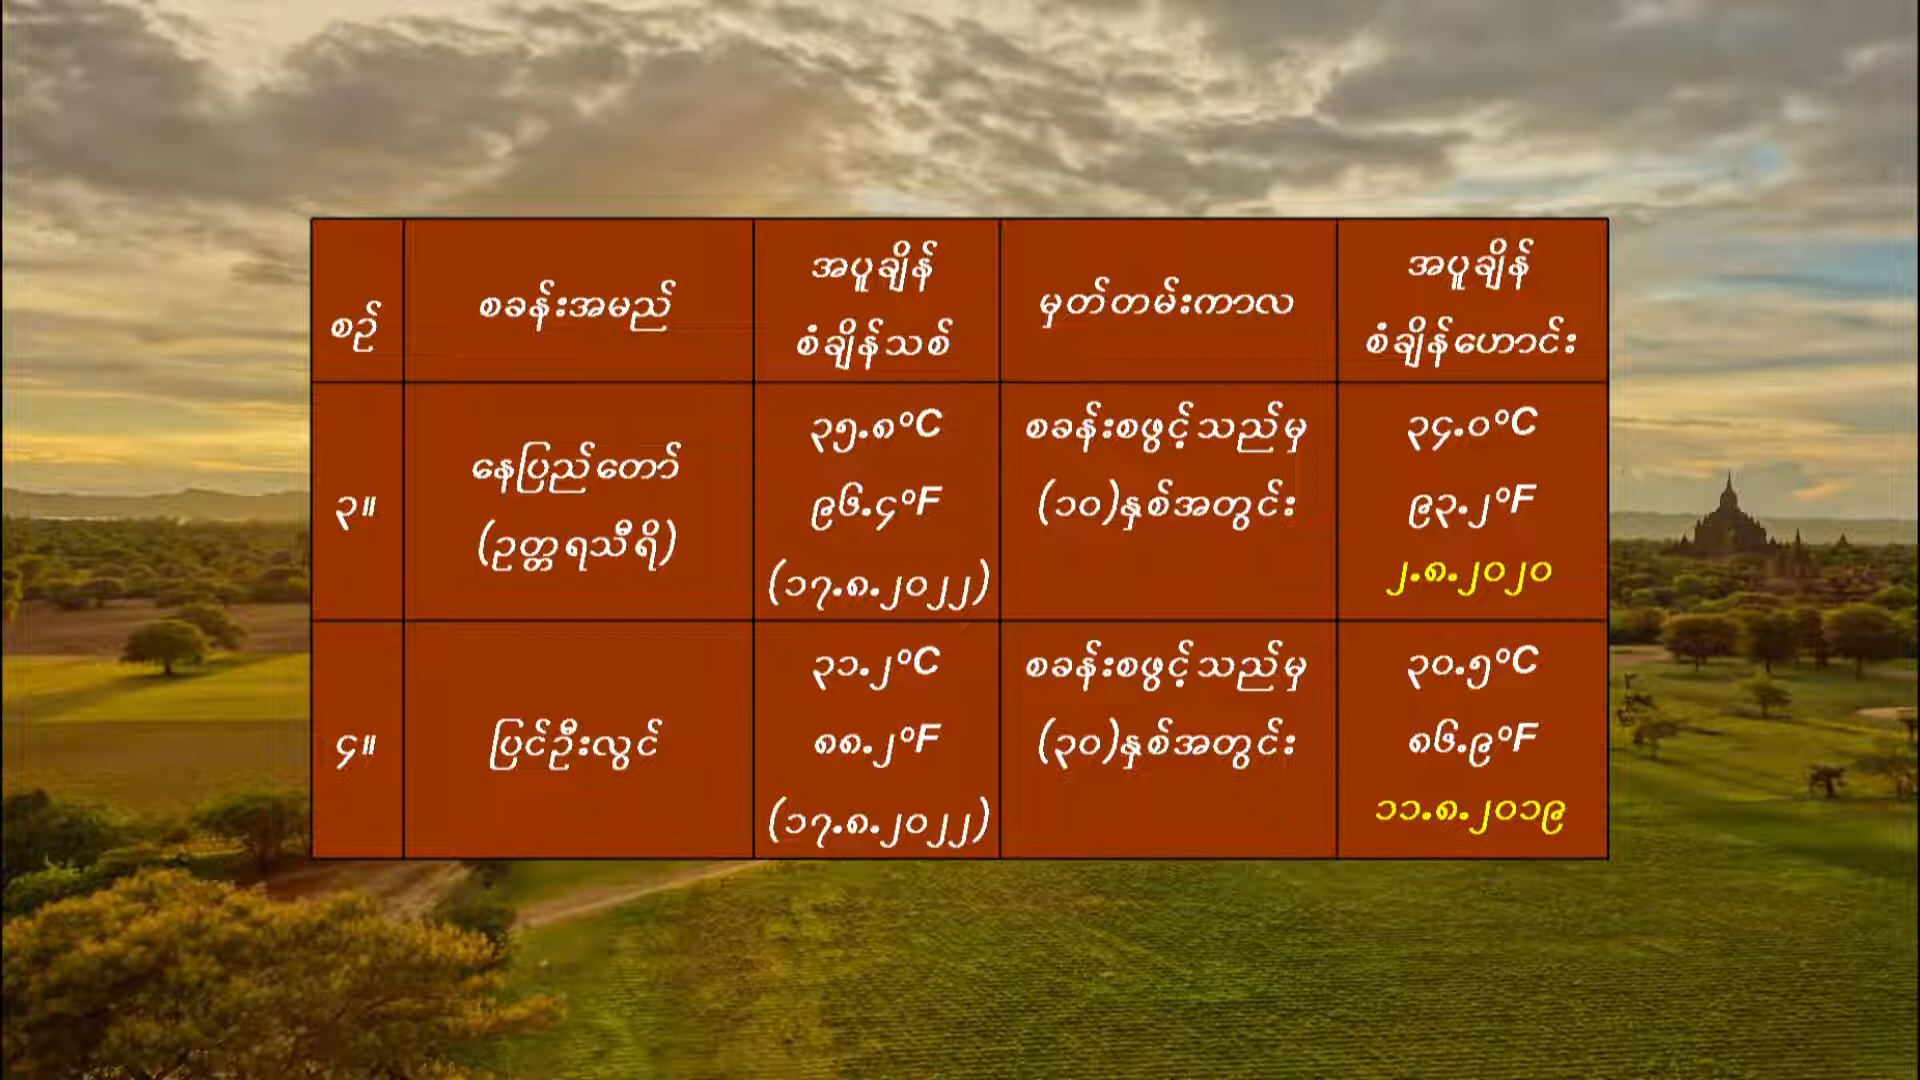 စဉ်
စခန်းအမည်
အပူချိန်
စံချိန်သစ်
မှတ်တမ်းကာလ
အပူချိန်
စံချိန်ဟောင်း
၃။
နေပြည်တော်
(ဥတ္တရသီရိ)
၃၅.၈°C
၉၆.၄°F
(၁၇.၈.၂၀၂၂)
စခန်းစဖွင့်သည်မှ
(၁၀)နှစ်အတွင်း
၃၄.၀°C
၉၃.၂°F
၂.၈.၂၀၂၀
၄။
ပြင်ဦးလွင်
၃၁.၂°C
၈၈.၂°F
(၁၇.၈.၂၀၂၂)
စခန်းစဖွင့်သည်မှ
(၃၀)နှစ်အတွင်း
၃၀.၅°C
၈၆.၉°F
၁၁.၈.၂၀၁၉